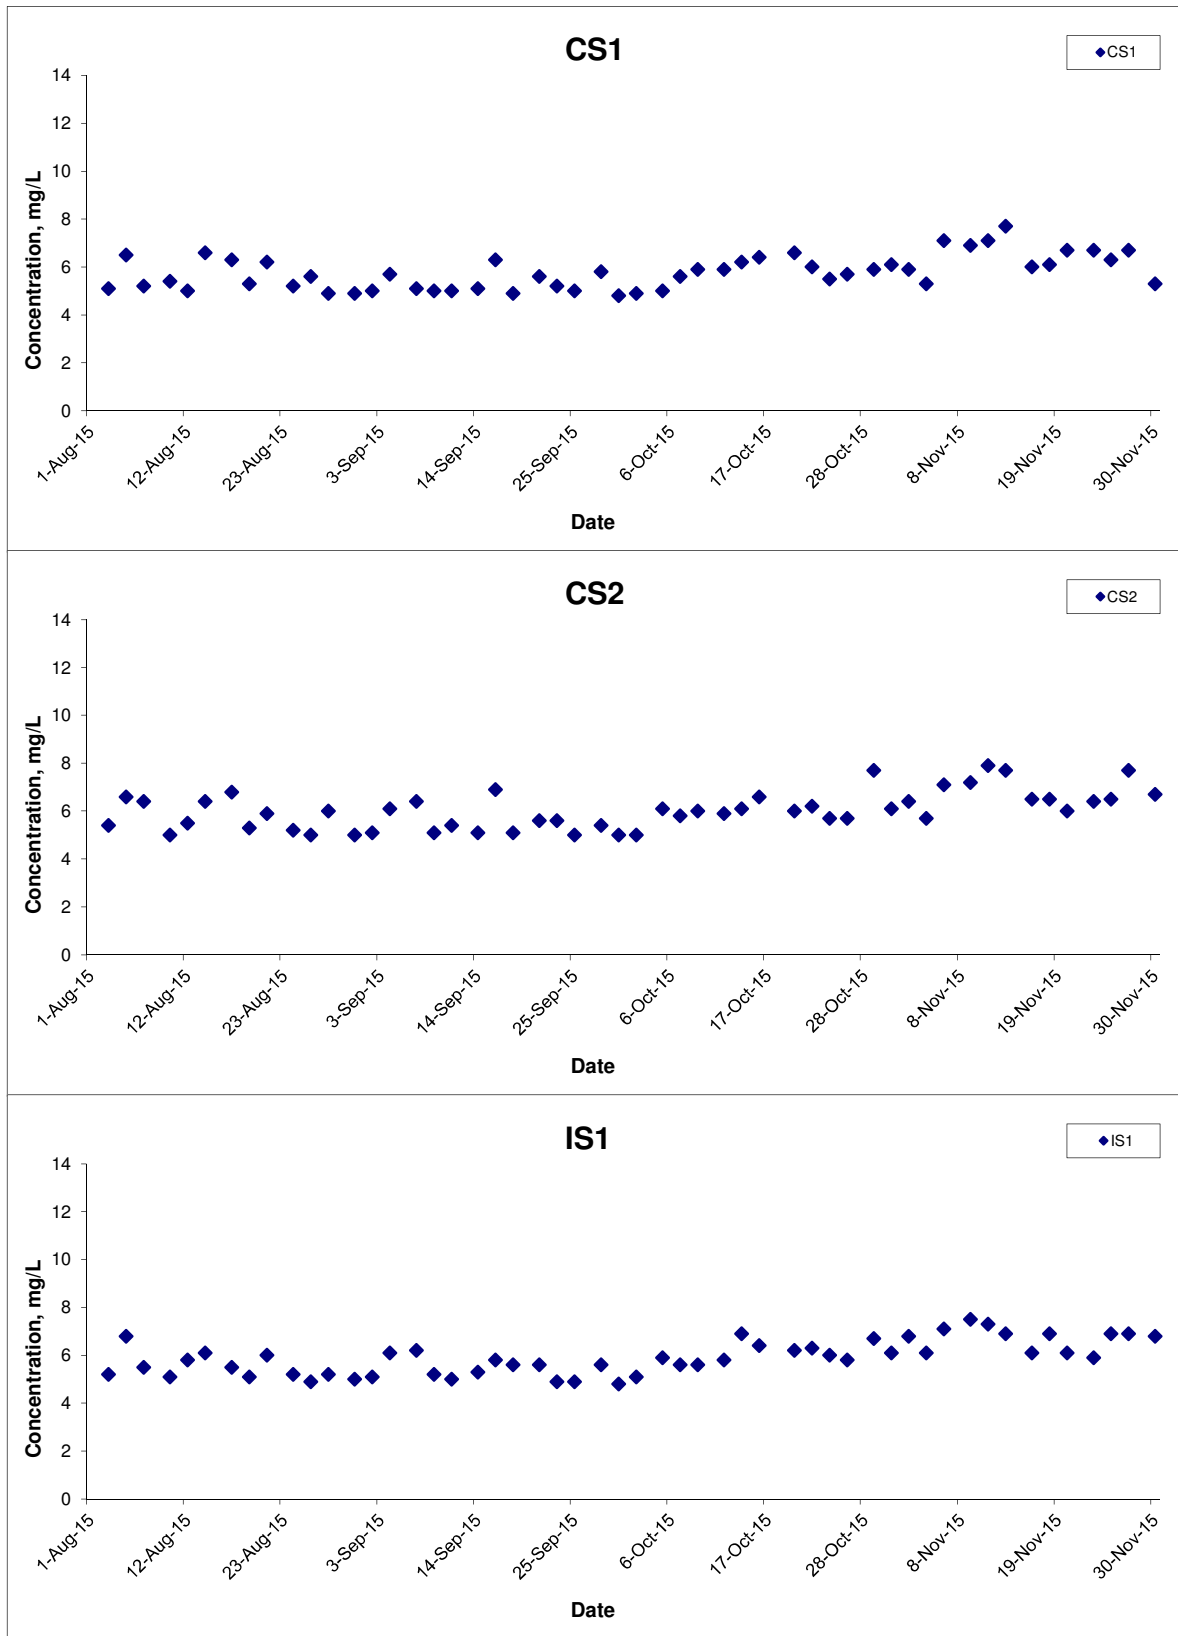 CS1
CS1
14
12
10
8
6
4
2
0
Concentration, mg/L
1-Aug-15
12-Aug-15
23-Aug-15
3-Sep-15
14-Sep-15
25-Sep-15
6-Oct-15
17-Oct-15
28-Oct-15
8-Nov-15
19-Nov-15
30-Nov-15
Date
CS2
CS2
14
12
10
8
6
4
2
0
Concentration, mg/L
1-Aug-15
12-Aug-15
23-Aug-15
3-Sep-15
14-Sep-15
25-Sep-15
6-Oct-15
17-Oct-15
28-Oct-15
8-Nov-15
19-Nov-15
30-Nov-15
Date
IS1
IS1
14
12
10
8
6
4
2
0
Concentration, mg/L
1-Aug-15
12-Aug-15
23-Aug-15
3-Sep-15
14-Sep-15
25-Sep-15
6-Oct-15
17-Oct-15
28-Oct-15
8-Nov-15
19-Nov-15
30-Nov-15
Date